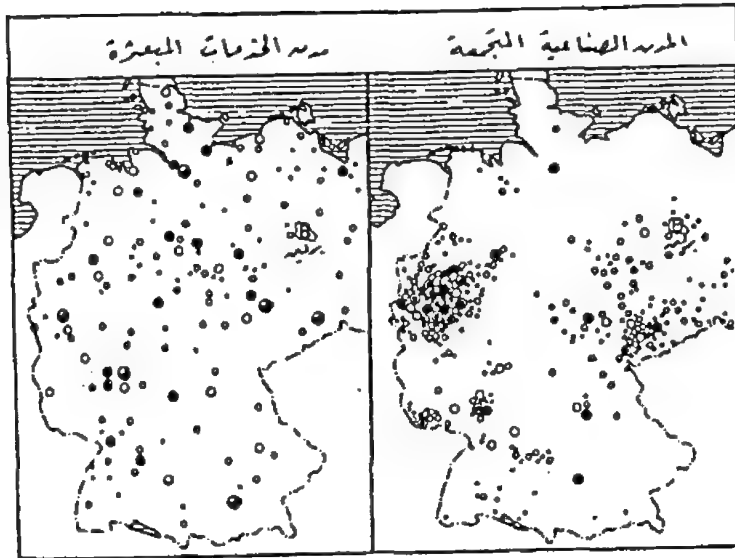 المدن الصناعية المتجمعة
مدن الخدمات المبعثرة